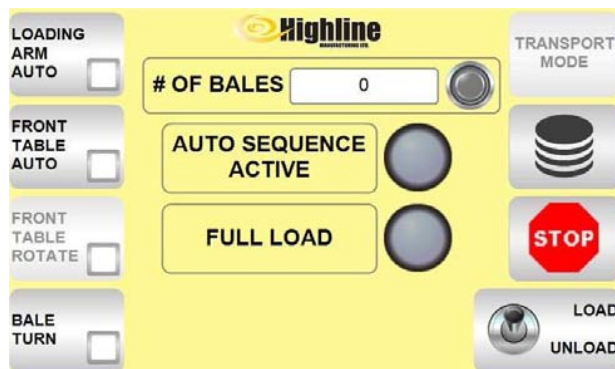 LOADING
ARM
AUTO
Highline
MANUFACTURING LTD.
TRANSPORT
MODE
# OF BALES
0
FRONT
TABLE
AUTO
AUTO SEQUENCE
ACTIVE
FRONT
TABLE
ROTATE
FULL LOAD
STOP
BALE
TURN
LOAD
UNLOAD